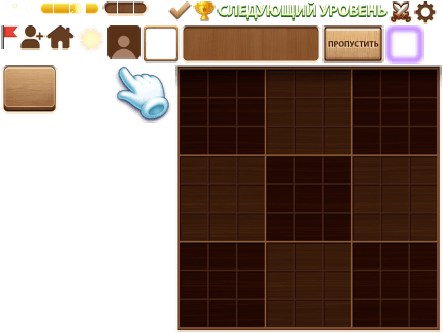 СЛЕДУЮЩИЙ УРОВЕНЬ
ПРОПУСТИТЬ